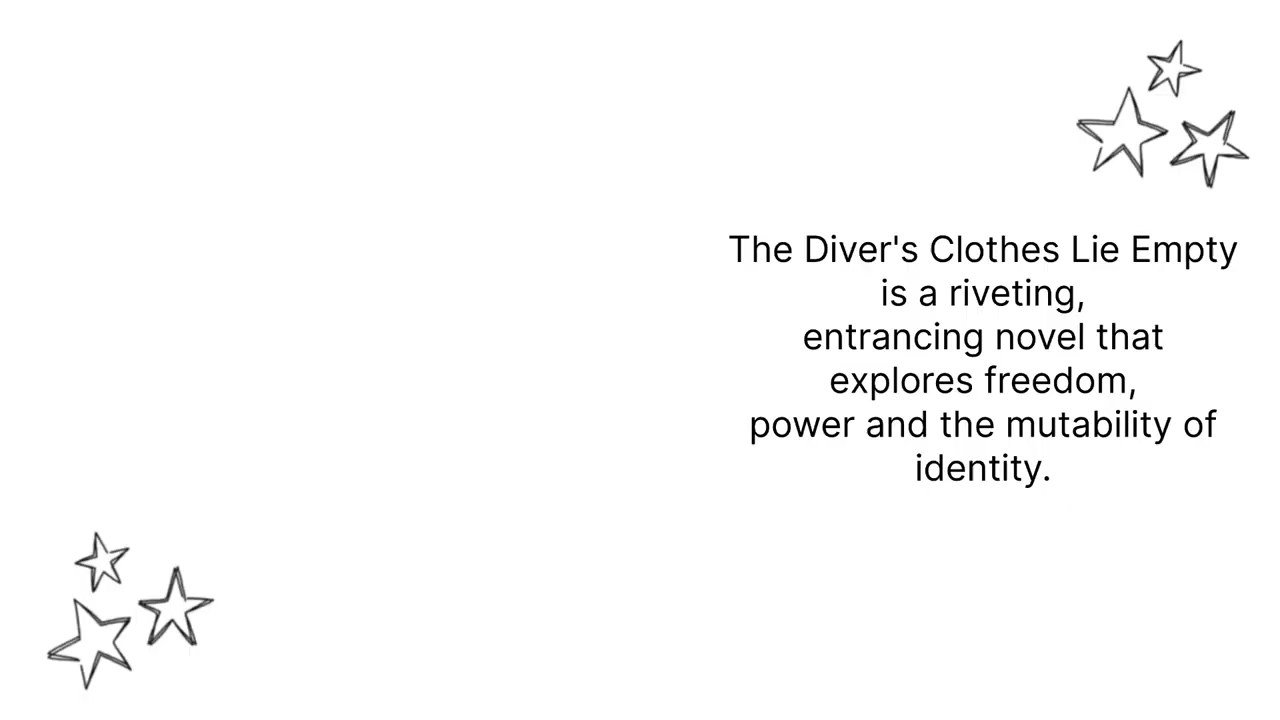 The Diver's Clothes Lie Empty
is a riveting,
entrancing novel that
explores freedom,
power and the mutability of
identity.